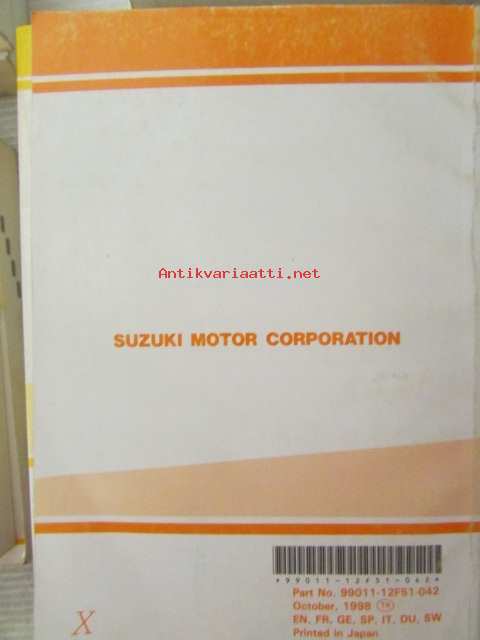 Antikvariaatti.net
SUZUKI MOTOR CORPORATION
Part No. 99011-12F51-042
October, 1998 TK
EN, FR, GE, SP, IT, DU, SW
Printed in Japan
X